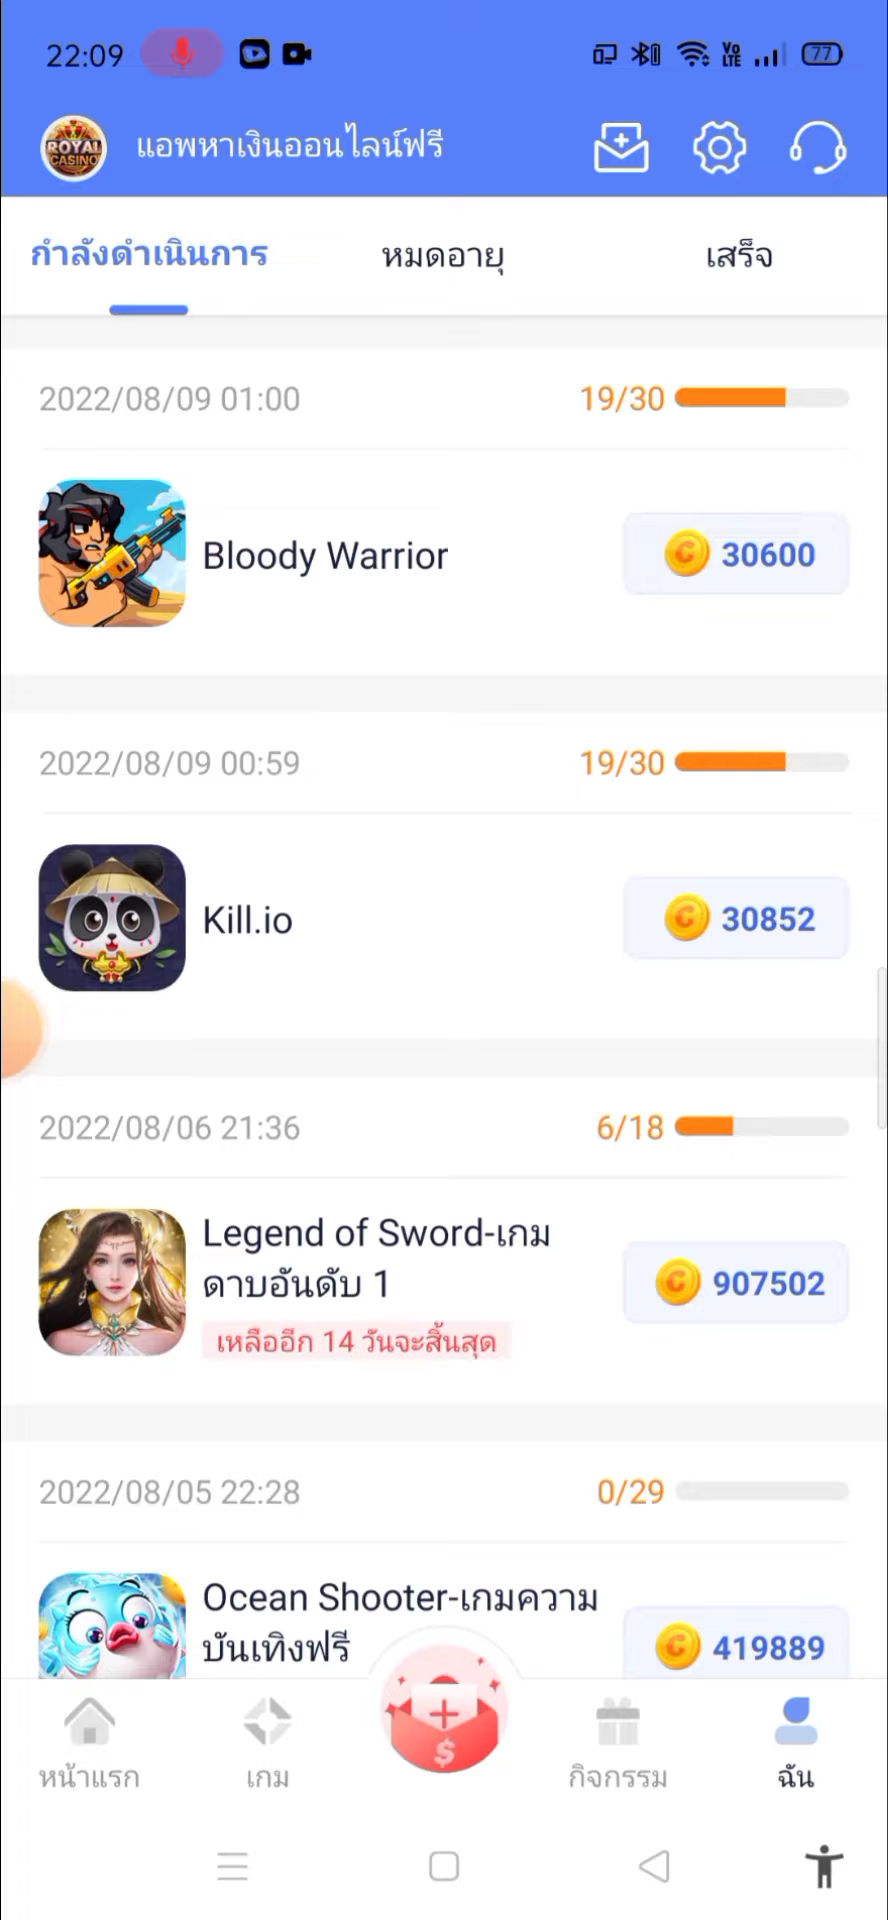 22:09
VO LTE
77
ROYAL
CASINO
แอพหาเงินออนไลน์ฟรี
กำลังดำเนินการ
หมดอายุ
เสร็จ
2022/08/09 01:00
19/30
Bloody Warrior
C 30600
2022/08/09 00:59
19/30
Kill.io
C 30852
2022/08/06 21:36
6/18
Legend of Sword-เกม
ดาบอันดับ 1
C 907502
เหลืออีก 14 วันจะสิ้นสุด
2022/08/05 22:28
0/29
Ocean Shooter-เกมความ
บันเทิงฟรี
C 419889
$
หน้าแรก
เกม
กิจกรรม
ฉัน